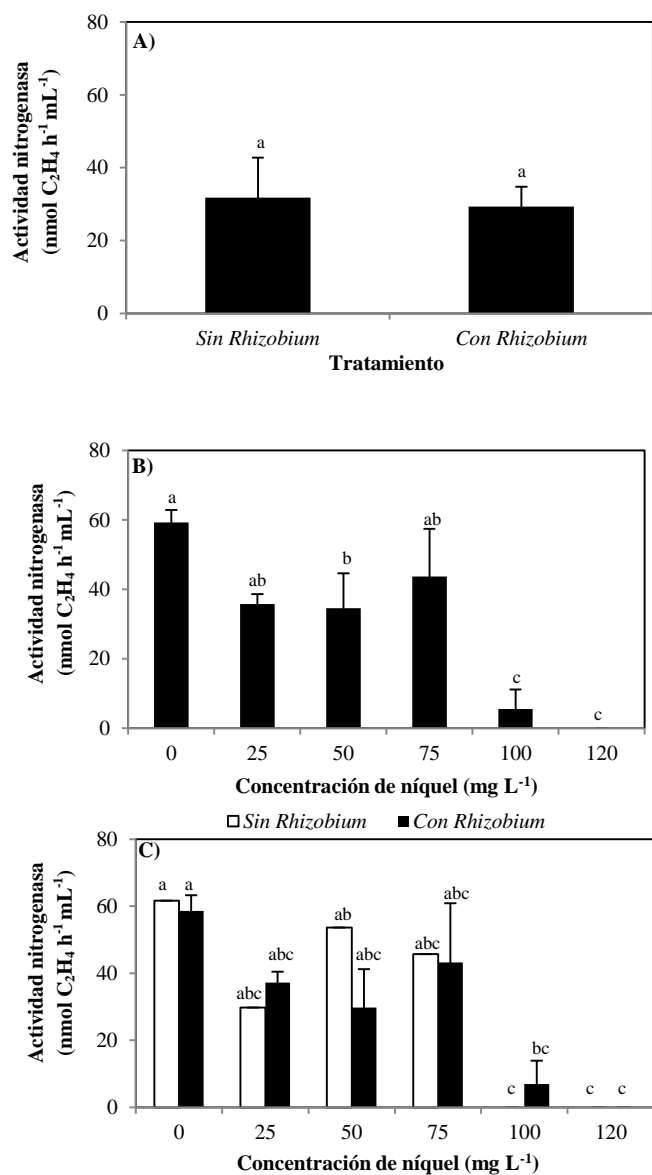 A)
80
60
40
20
0
Actividad nitrogenasa
(nmol C₂H₄ h⁻¹ mL⁻¹)
a a
Sin Rhizobium Con Rhizobium
Tratamiento
B)
80
60
40
20
0
Actividad nitrogenasa
(nmol C₂H₄ h⁻¹ mL⁻¹)
a ab b ab c c
0 25 50 75 100 120
Concentración de níquel (mg L⁻¹)
Sin Rhizobium Con Rhizobium
C)
80
60
40
20
0
Actividad nitrogenasa
(nmol C₂H₄ h⁻¹ mL⁻¹)
a a abc abc ab abc abc abc c bc c c
0 25 50 75 100 120
Concentración de níquel (mg L⁻¹)